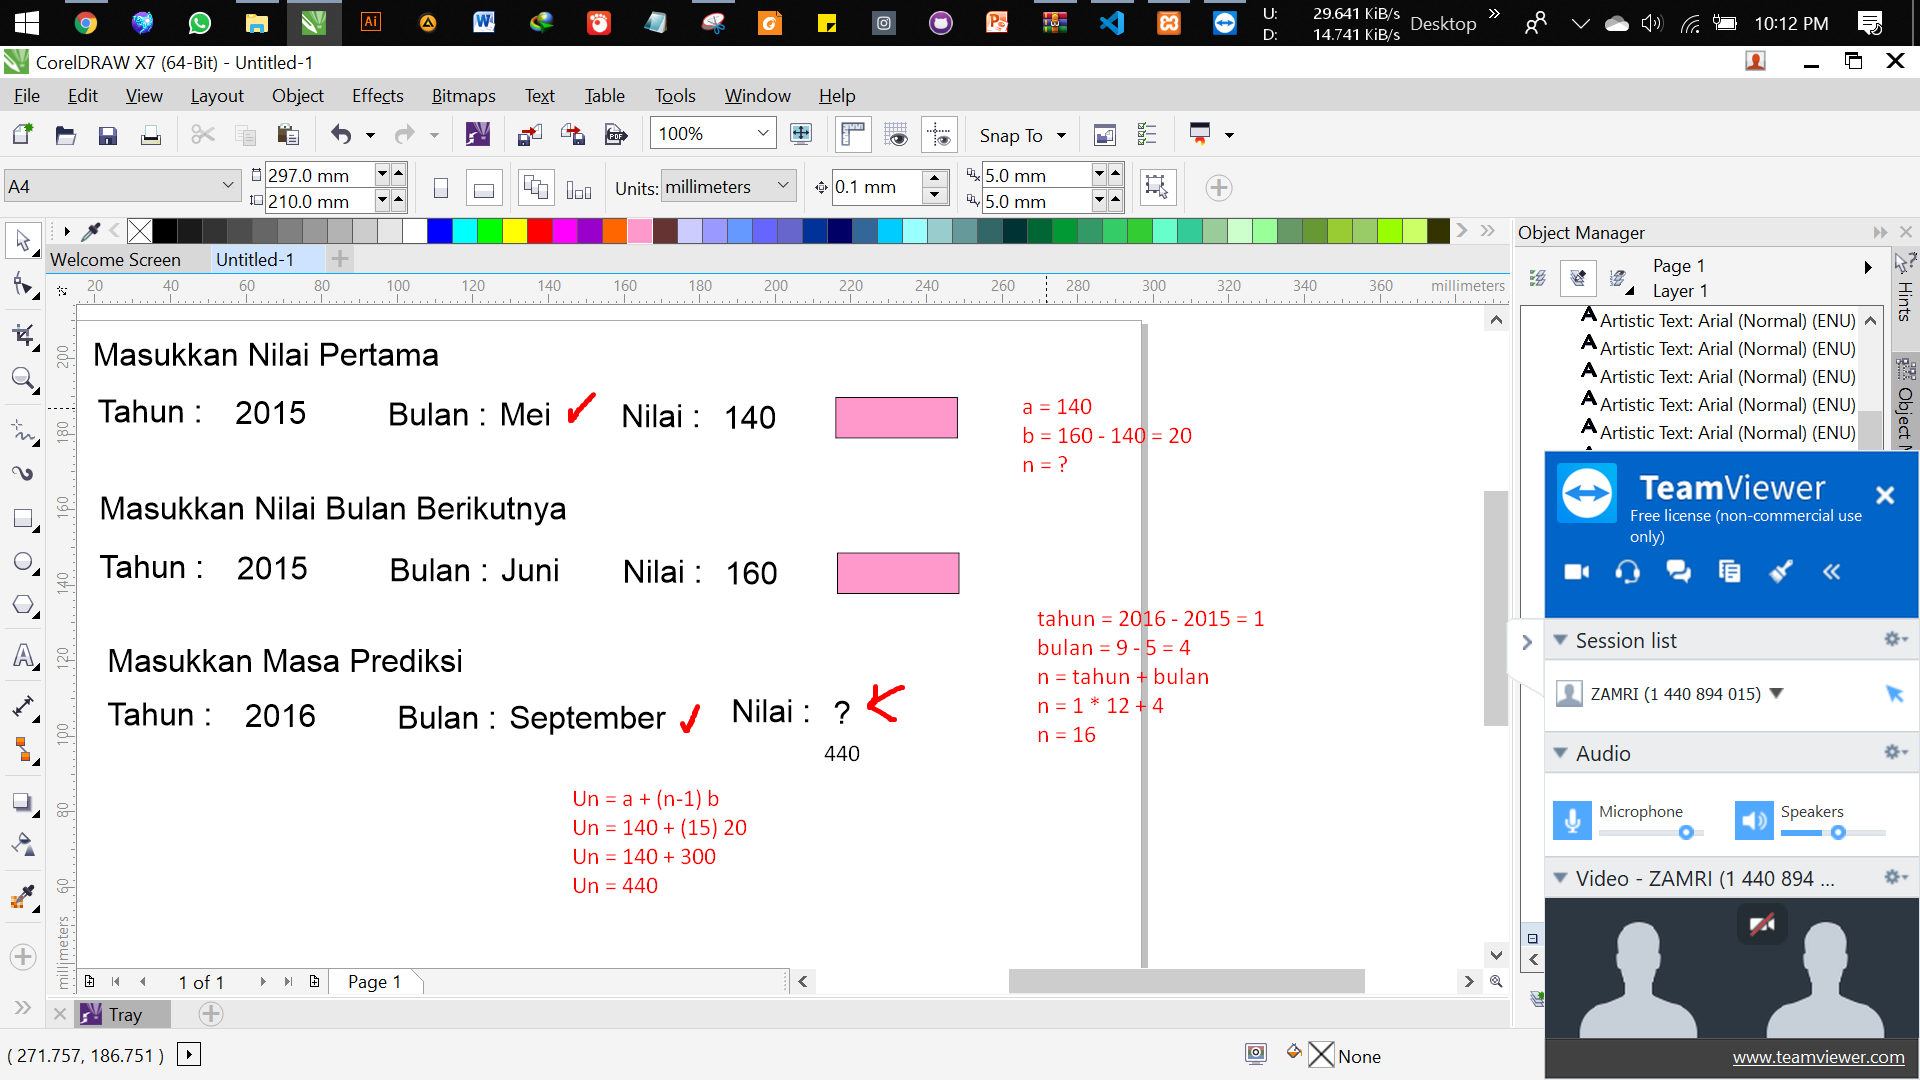 U: 29.641 KiB/s
D: 14.741 KiB/s
Desktop
10:12 PM
CorelDRAW X7 (64-Bit) - Untitled-1
File Edit View Layout Object Effects Bitmaps Text Table Tools Window Help
100% Snap To
A4
297.0 mm
210.0 mm
Units: millimeters
0.1 mm
5.0 mm
5.0 mm
Welcome Screen Untitled-1
20 40 60 80 100 120 140 160 180 200 220 240 260 280 300 320 340 360 millimeters
200
180
160
140
120
100
80
60
millimeters
Masukkan Nilai Pertama
Tahun : 2015 Bulan : Mei Nilai : 140
a = 140
b = 160 - 140 = 20
n = ?
Masukkan Nilai Bulan Berikutnya
Tahun : 2015 Bulan : Juni Nilai : 160
tahun = 2016 - 2015 = 1
bulan = 9 - 5 = 4
n = tahun + bulan
n = 1 * 12 + 4
n = 16
Masukkan Masa Prediksi
Tahun : 2016 Bulan : September Nilai : ?
440
Un = a + (n-1) b
Un = 140 + (15) 20
Un = 140 + 300
Un = 440
1 of 1 Page 1
Tray
( 271.757, 186.751 )
None
Object Manager
Page 1
Layer 1
Artistic Text: Arial (Normal) (ENU)
Artistic Text: Arial (Normal) (ENU)
Artistic Text: Arial (Normal) (ENU)
Artistic Text: Arial (Normal) (ENU)
Artistic Text: Arial (Normal) (ENU)
Hints
TeamViewer
Free license (non-commercial use
only)
Session list
ZAMRI (1 440 894 015)
Audio
Microphone Speakers
Video - ZAMRI (1 440 894 ...
www.teamviewer.com